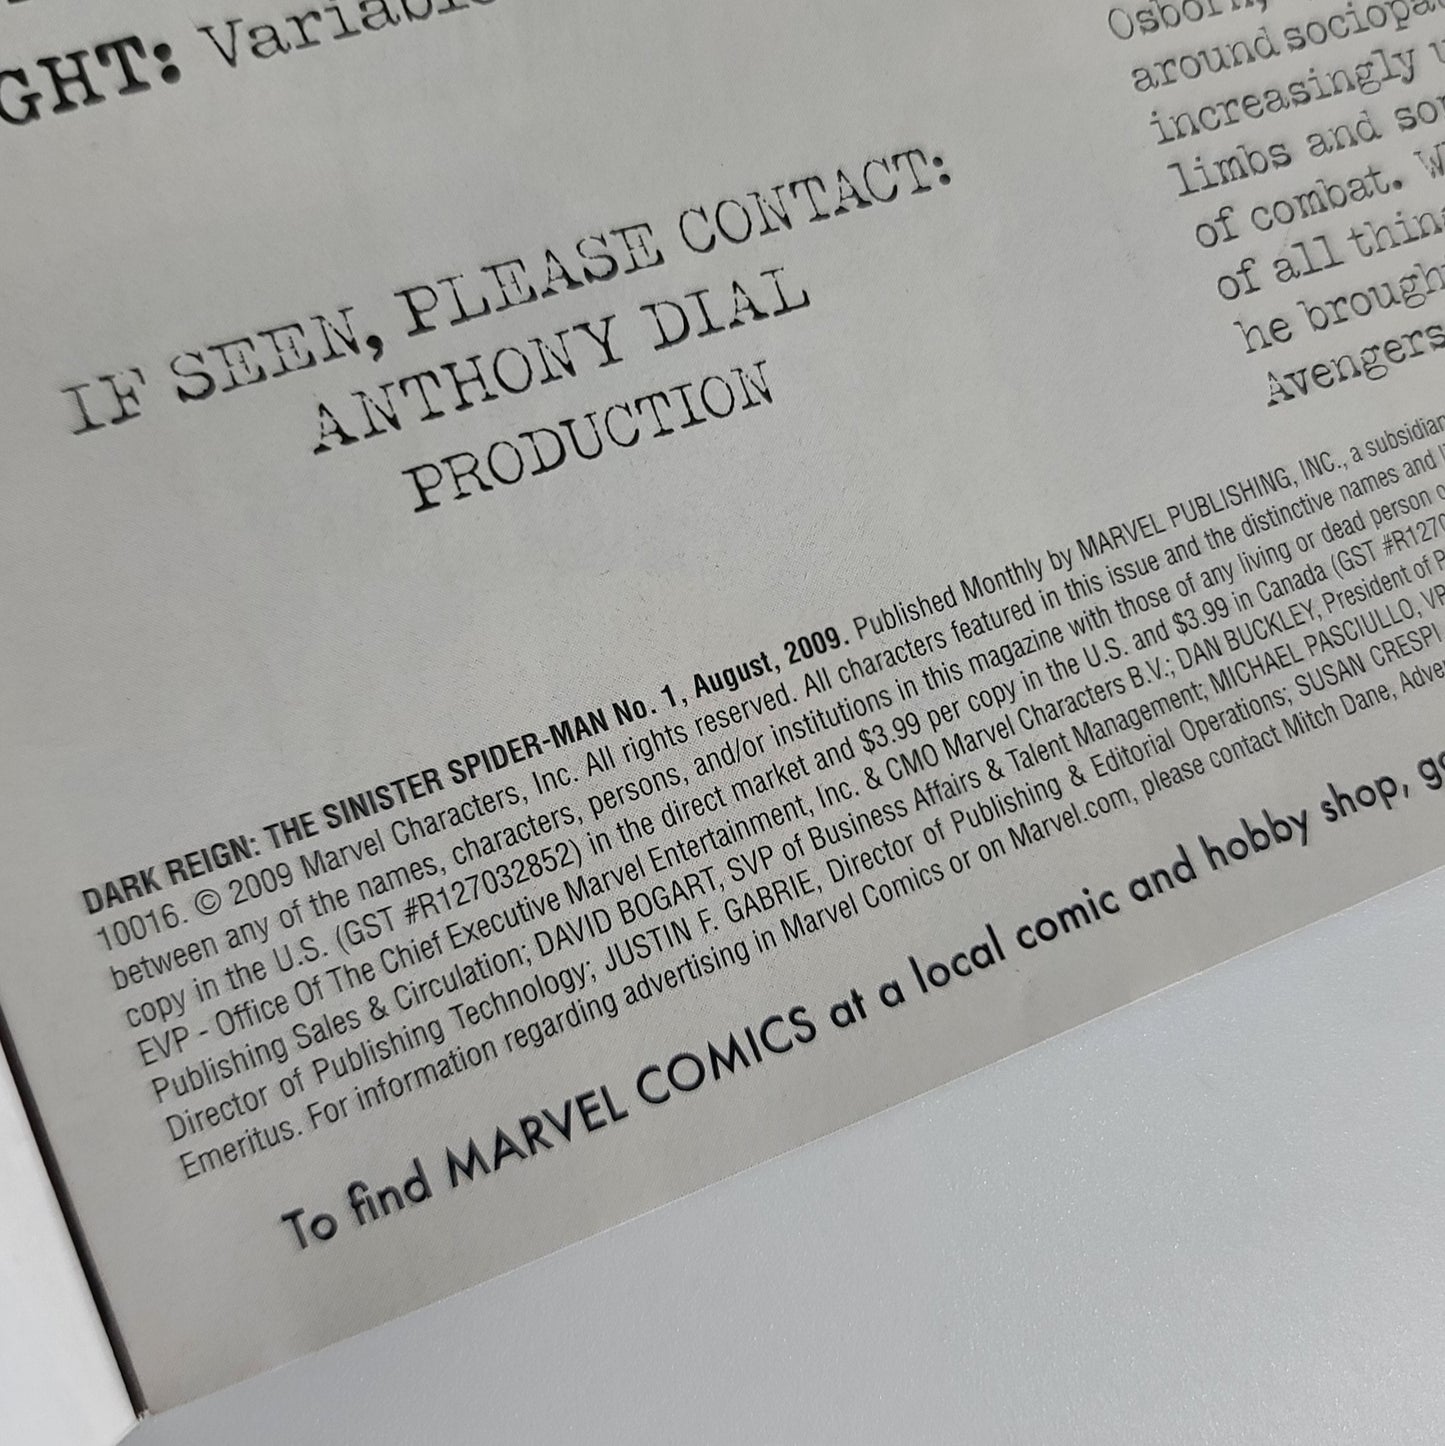 GHT: Variable
IF SEEN, PLEASE CONTACT:
ANTHONY DIAL
PRODUCTION
Osborn,
around sociopa
increasingly
limbs and so
of combat. W
of all thin
he brough
Avengers
DARK REIGN: THE SINISTER SPIDER-MAN No. 1, August, 2009. Published Monthly by MARVEL PUBLISHING, INC., a subsidiar
10016. © 2009 Marvel Characters, Inc. All rights reserved. All characters featured in this issue and the distinctive names and l
between any of the names, characters, persons, and/or institutions in this magazine with those of any living or dead person o
copy in the U.S. (GST #R127032852) in the direct market and $3.99 per copy in the U.S. and $3.99 in Canada (GST #R1270
EVP - Office Of The Chief Executive Marvel Entertainment, Inc. & CMO Marvel Characters B.V.; DAN BUCKLEY, President of P
Publishing Sales & Circulation; DAVID BOGART, SVP of Business Affairs & Talent Management; MICHAEL PASCIULLO, VP
Director of Publishing Technology; JUSTIN F. GABRIE, Director of Publishing & Editorial Operations; SUSAN CRESPI
Emeritus. For information regarding advertising in Marvel Comics or on Marvel.com, please contact Mitch Dane, Adver
To find MARVEL COMICS at a local comic and hobby shop, go